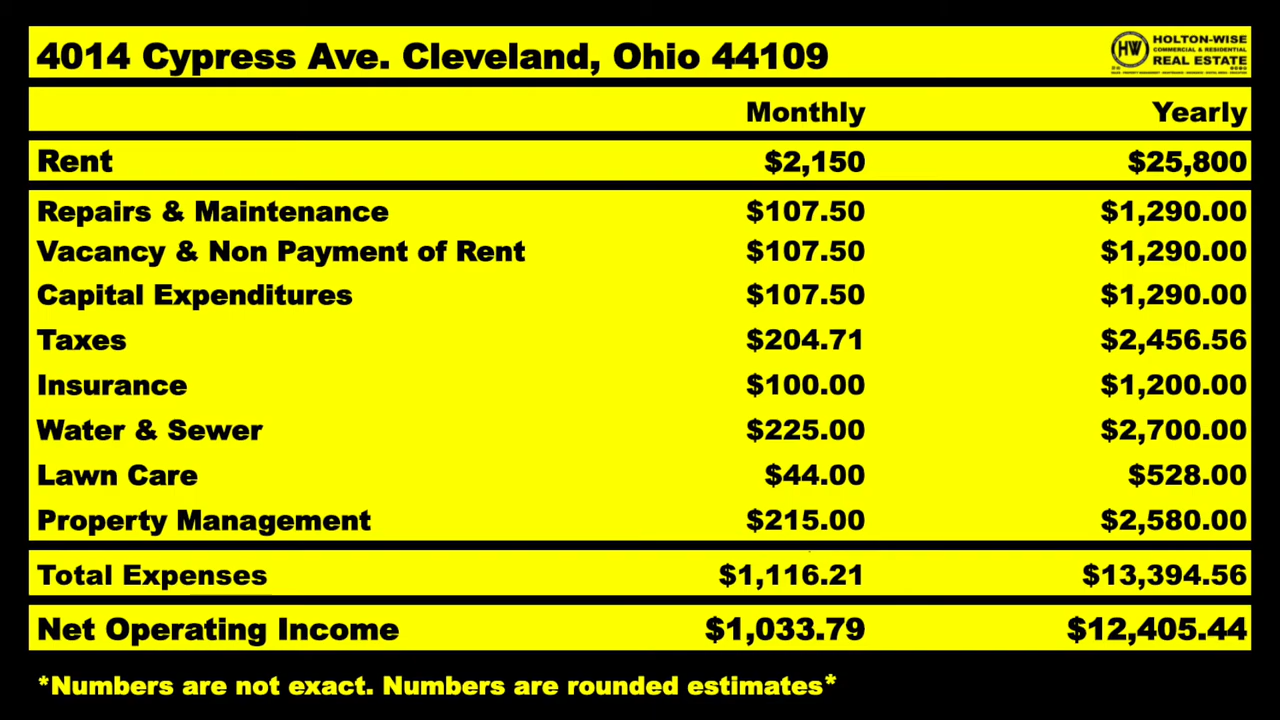 4014 Cypress Ave. Cleveland, Ohio 44109
HOLTON-WISE
COMMERCIAL & RESIDENTIAL
REAL ESTATE
HW
Monthly Yearly
Rent $2,150 $25,800
Repairs & Maintenance $107.50 $1,290.00
Vacancy & Non Payment of Rent $107.50 $1,290.00
Capital Expenditures $107.50 $1,290.00
Taxes $204.71 $2,456.56
Insurance $100.00 $1,200.00
Water & Sewer $225.00 $2,700.00
Lawn Care $44.00 $528.00
Property Management $215.00 $2,580.00
Total Expenses $1,116.21 $13,394.56
Net Operating Income $1,033.79 $12,405.44
*Numbers are not exact. Numbers are rounded estimates*